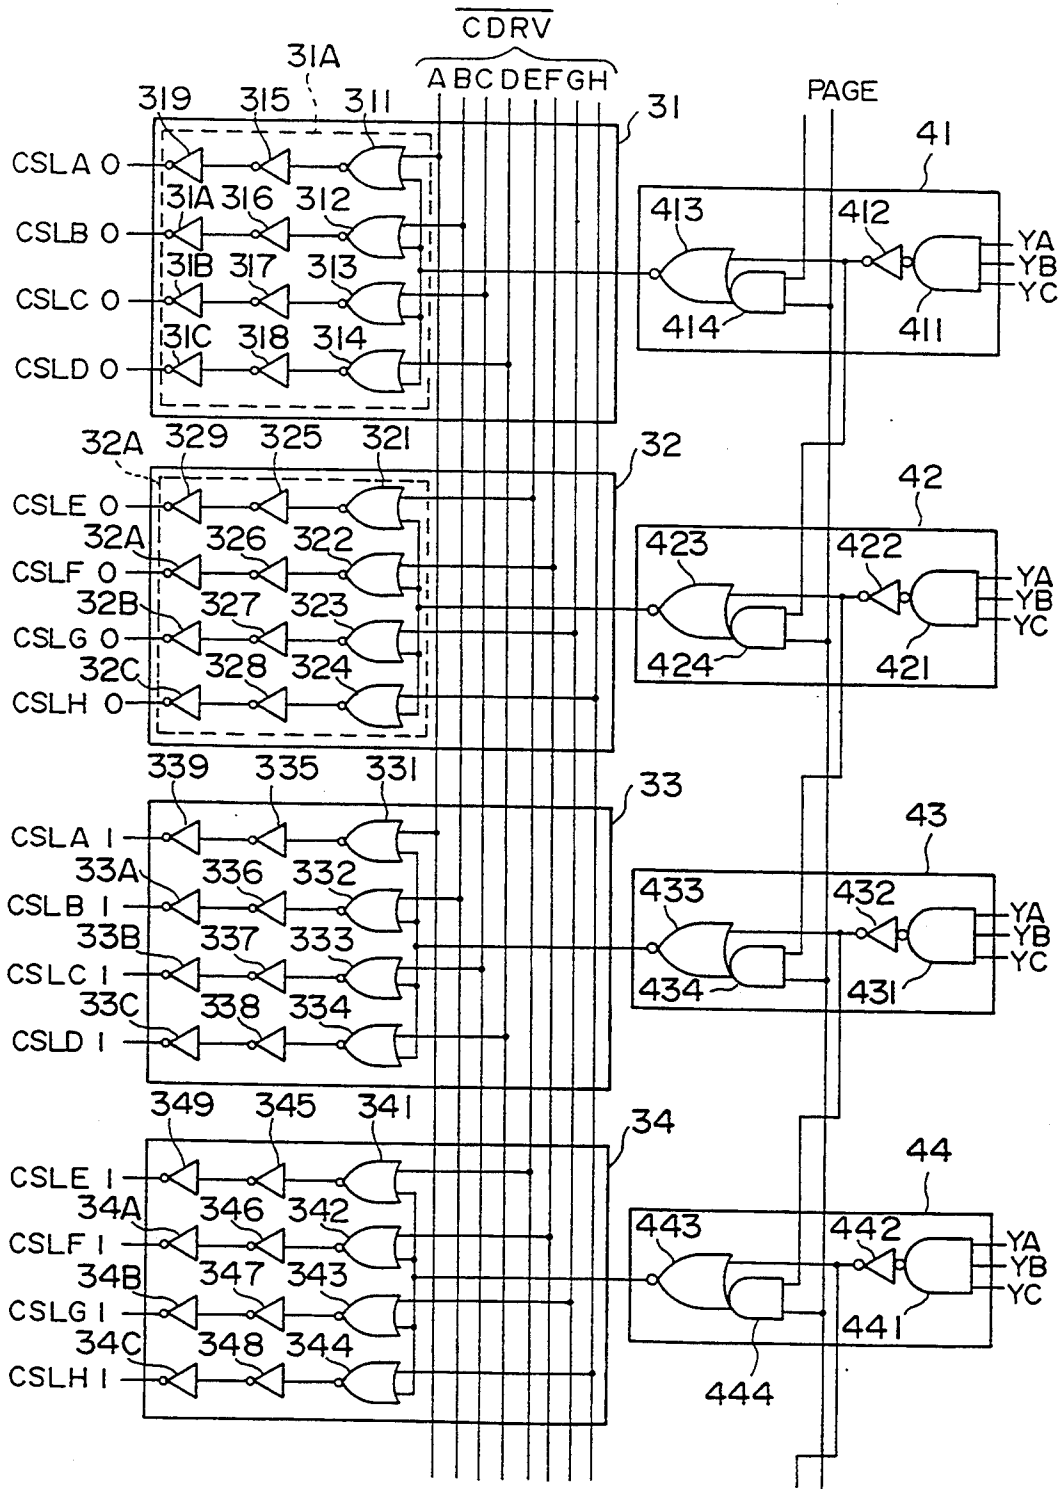 CDRV
31A
A B C D E F G H
PAGE
319 315 311 31
CSLA 0
31A 316 312
CSLB 0
31B 317 313
CSLC 0
31C 318 314
CSLD 0
41
413 412
YA
YB
YC
414 411
32A 329 325 321 32
CSLE 0
32A 326 322
CSLF 0
32B 327 323
CSLG 0
32C 328 324
CSLH 0
42
423 422
YA
YB
YC
424 421
339 335 331 33
CSLA 1
33A 336 332
CSLB 1
33B 337 333
CSLC 1
33C 338 334
CSLD 1
43
433 432
YA
YB
YC
434 431
349 345 341 34
CSLE 1
34A 346 342
CSLF 1
34B 347 343
CSLG 1
34C 348 344
CSLH 1
44
443 442
YA
YB
YC
441
444